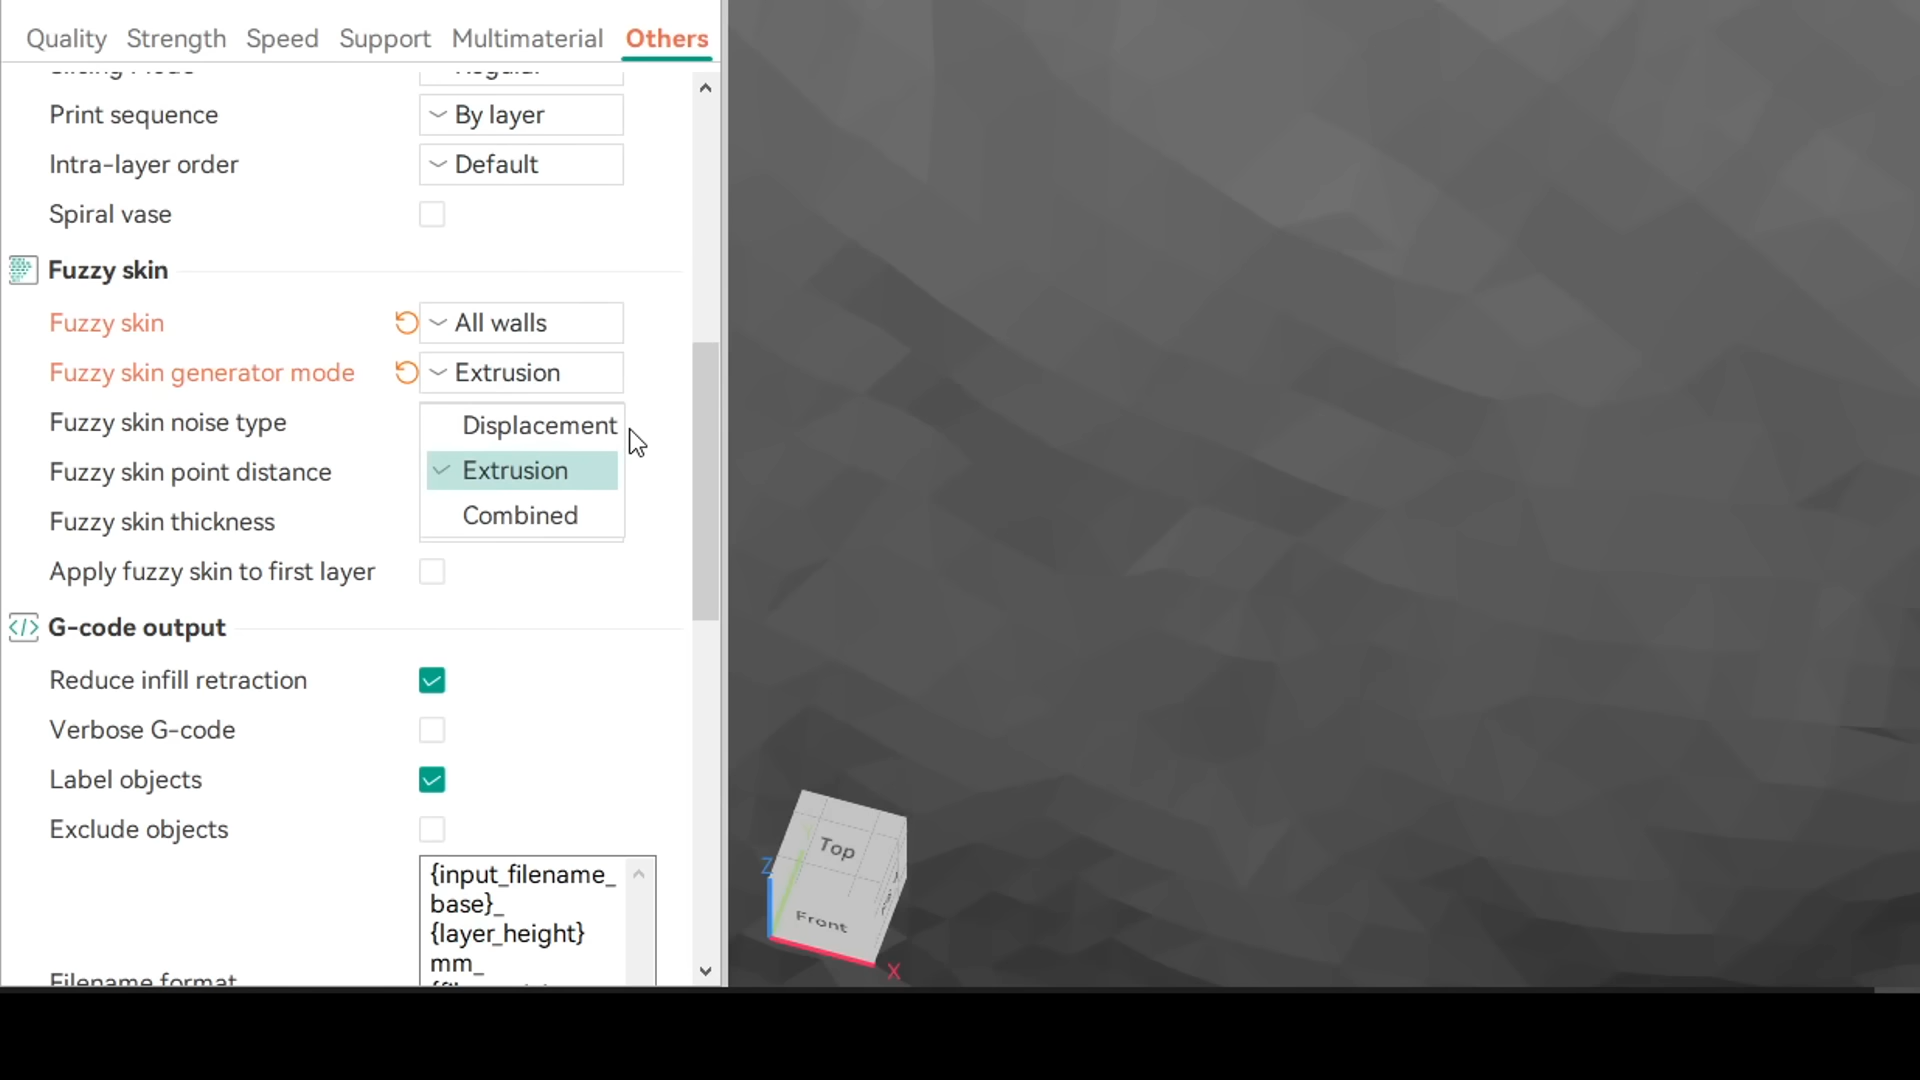 Quality Strength Speed Support Multimaterial Others
Print sequence By layer
Intra-layer order Default
Spiral vase
Fuzzy skin
Fuzzy skin All walls
Fuzzy skin generator mode Extrusion
Fuzzy skin noise type
Displacement
Fuzzy skin point distance
Extrusion
Fuzzy skin thickness
Combined
Apply fuzzy skin to first layer
G-code output
Reduce infill retraction
Verbose G-code
Label objects
Exclude objects
{input_filename_
base}_
{layer_height}
mm_
Filename format
Top
Front
Z
X